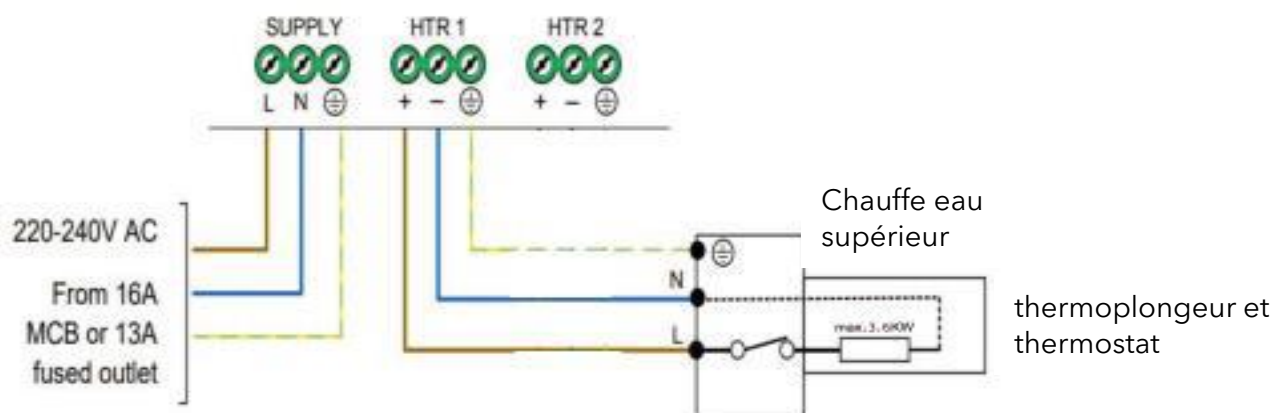 SUPPLY HTR 1 HTR 2
L N + − + −
220-240V AC
From 16A
MCB or 13A
fused outlet
Chauffe eau
supérieur
N
L
max.3.6KW
thermoplongeur et
thermostat